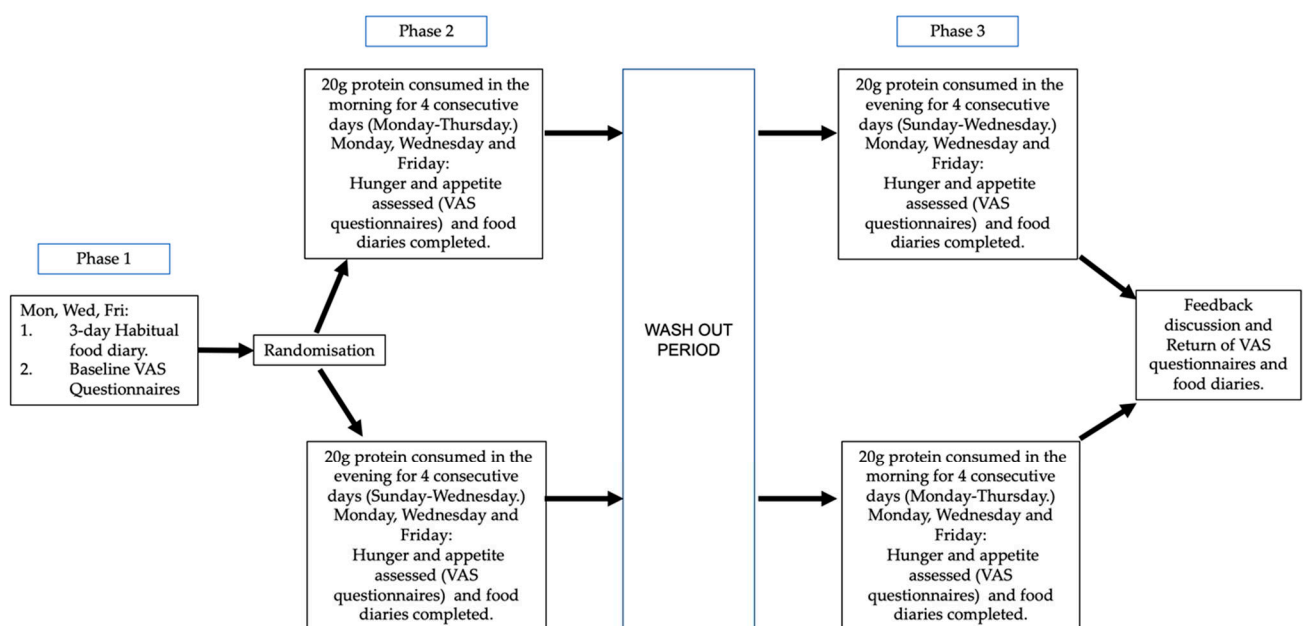 Phase 1
Mon, Wed, Fri:
1. 3-day Habitual
food diary.
2. Baseline VAS
Questionnaires
Randomisation
Phase 2
20g protein consumed in the
morning for 4 consecutive
days (Monday-Thursday.)
Monday, Wednesday and
Friday:
Hunger and appetite
assessed (VAS
questionnaires) and food
diaries completed.
20g protein consumed in the
evening for 4 consecutive
days (Sunday-Wednesday.)
Monday, Wednesday and
Friday:
Hunger and appetite
assessed (VAS
questionnaires) and food
diaries completed.
WASH OUT
PERIOD
Phase 3
20g protein consumed in the
evening for 4 consecutive
days (Sunday-Wednesday.)
Monday, Wednesday and
Friday:
Hunger and appetite
assessed (VAS
questionnaires) and food
diaries completed.
20g protein consumed in the
morning for 4 consecutive
days (Monday-Thursday.)
Monday, Wednesday and
Friday:
Hunger and appetite
assessed (VAS
questionnaires) and food
diaries completed.
Feedback
discussion and
Return of VAS
questionnaires and
food diaries.